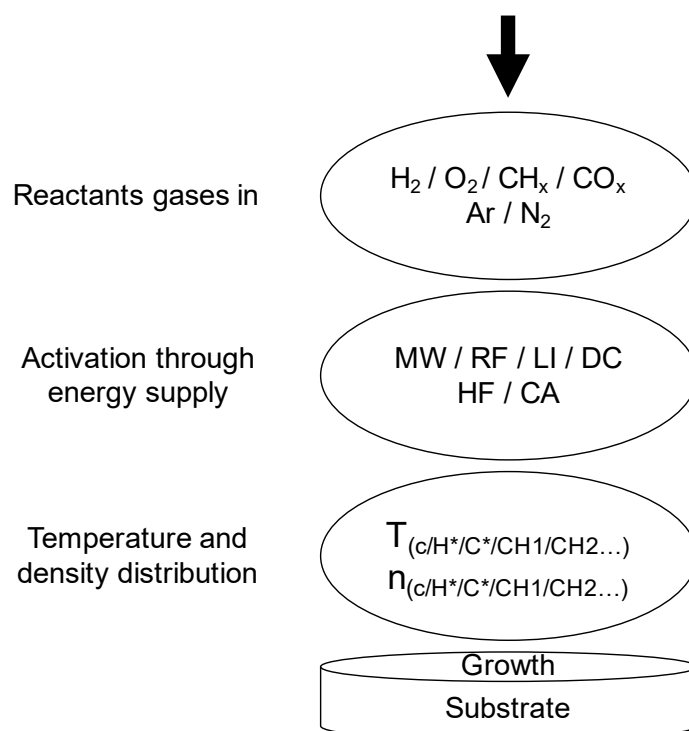 Reactants gases in
H₂ / O₂ / CHₓ / COₓ
Ar / N₂
Activation through
energy supply
MW / RF / LI / DC
HF / CA
Temperature and
density distribution
T(c/H*/C*/CH1/CH2...)
n(c/H*/C*/CH1/CH2...)
Growth
Substrate